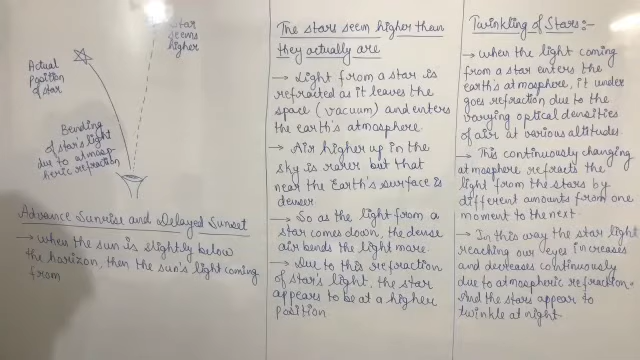 Star
seems
higher
Actual
Position
of star
Bending
of star's light
due to atmosp-
heric refraction
Advance Sunrise and Delayed Sunset
→ When the sun is slightly below
the horizon, then the sun's light coming
from
The stars seem higher than
they actually are
→ Light from a star is
refracted as it leaves the
space (vacuum) and enters
the earth's atmosphere.
→ Air higher up in the
sky is rarer but that
near the Earth's surface is
denser
→ So as the light from a
star comes down, the dense
air bends the light more.
→ Due to this refraction
of star's light, the star
appears to be at a higher
position
Twinkling of Stars:-
→ When the light coming
from a star enters the
earth's atmosphere, it under
goes refraction due to the
varying optical densities
of air at various altitudes.
→ This continuously changing
atmosphere refracts the
light from the stars by
different amounts from one
moment to the next.
→ In this way the star light
reaching our eyes increases
and decreases continuously
due to atmospheric refraction.
And the stars appear to
twinkle at night.